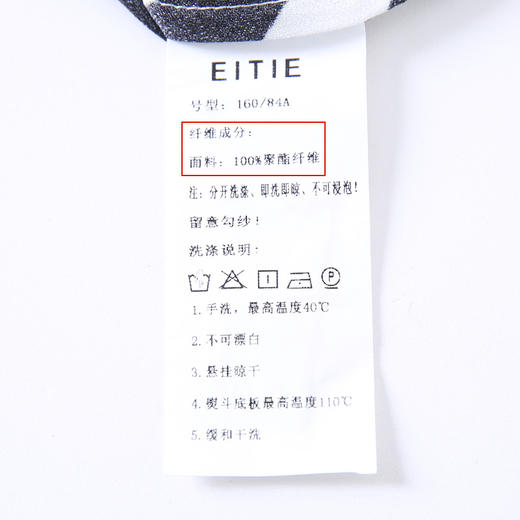 EITIE
号型: 160/84A
纤维成分:
面料: 100%聚酯纤维
注: 分开洗涤、即洗即晾、不可浸泡!
留意勾纱!
洗涤说明:
P
1.手洗，最高温度40℃
2.不可漂白
3.悬挂晾干
4.熨斗底板最高温度110℃
5.缓和干洗